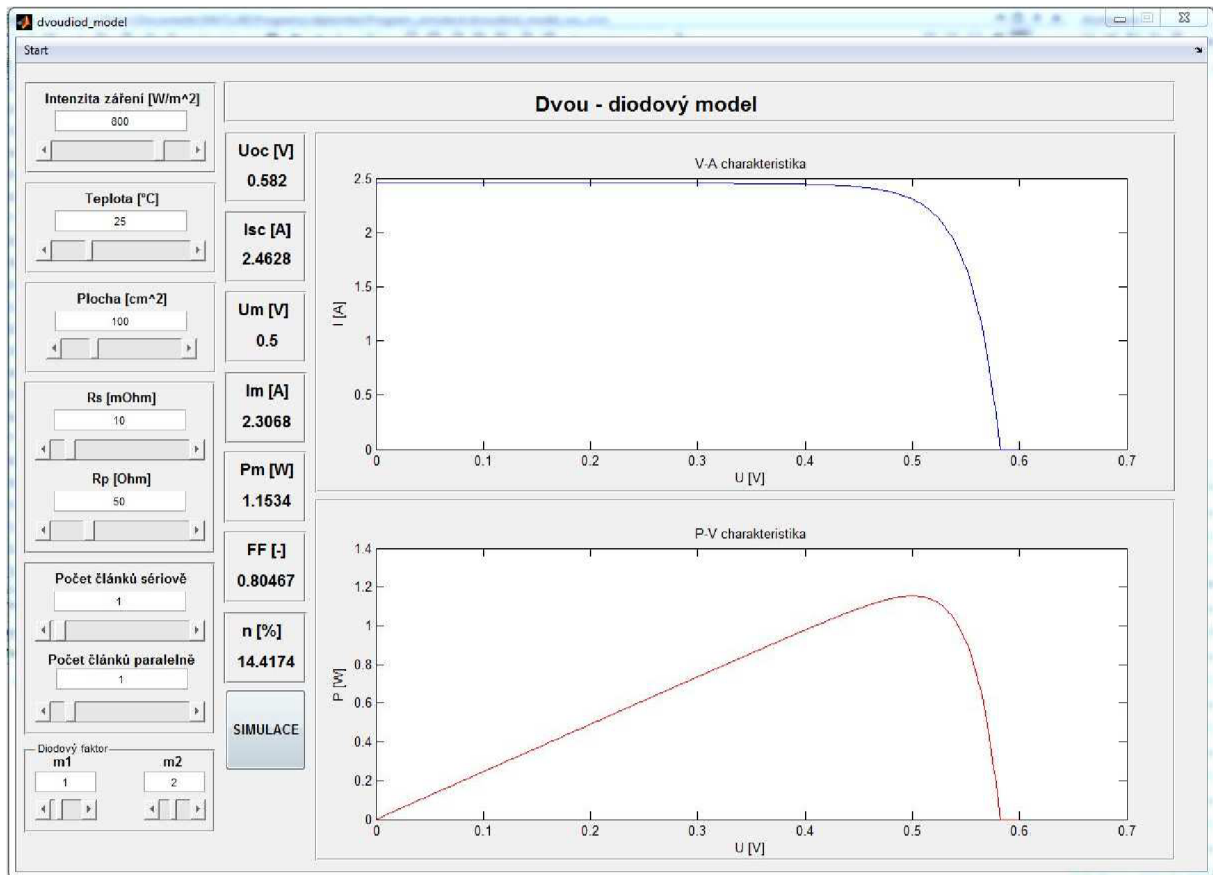 dvoudiod_model
Start
Intenzita záření [W/m^2]
800
Teplota [°C]
25
Plocha [cm^2]
100
Rs [mOhm]
10
Rp [Ohm]
50
Počet článků sériově
1
Počet článků paralelně
1
Diodový faktor
m1
m2
1
2
Uoc [V]
0.582
Isc [A]
2.4628
Um [V]
0.5
Im [A]
2.3068
Pm [W]
1.1534
FF [-]
0.80467
n [%]
14.4174
SIMULACE
Dvou - diodový model
V-A charakteristika
I [A]
2.5
2
1.5
1
0.5
0
0 0.1 0.2 0.3 0.4 0.5 0.6 0.7
U [V]
P-V charakteristika
P [W]
1.4
1.2
1
0.8
0.6
0.4
0.2
0
0 0.1 0.2 0.3 0.4 0.5 0.6 0.7
U [V]